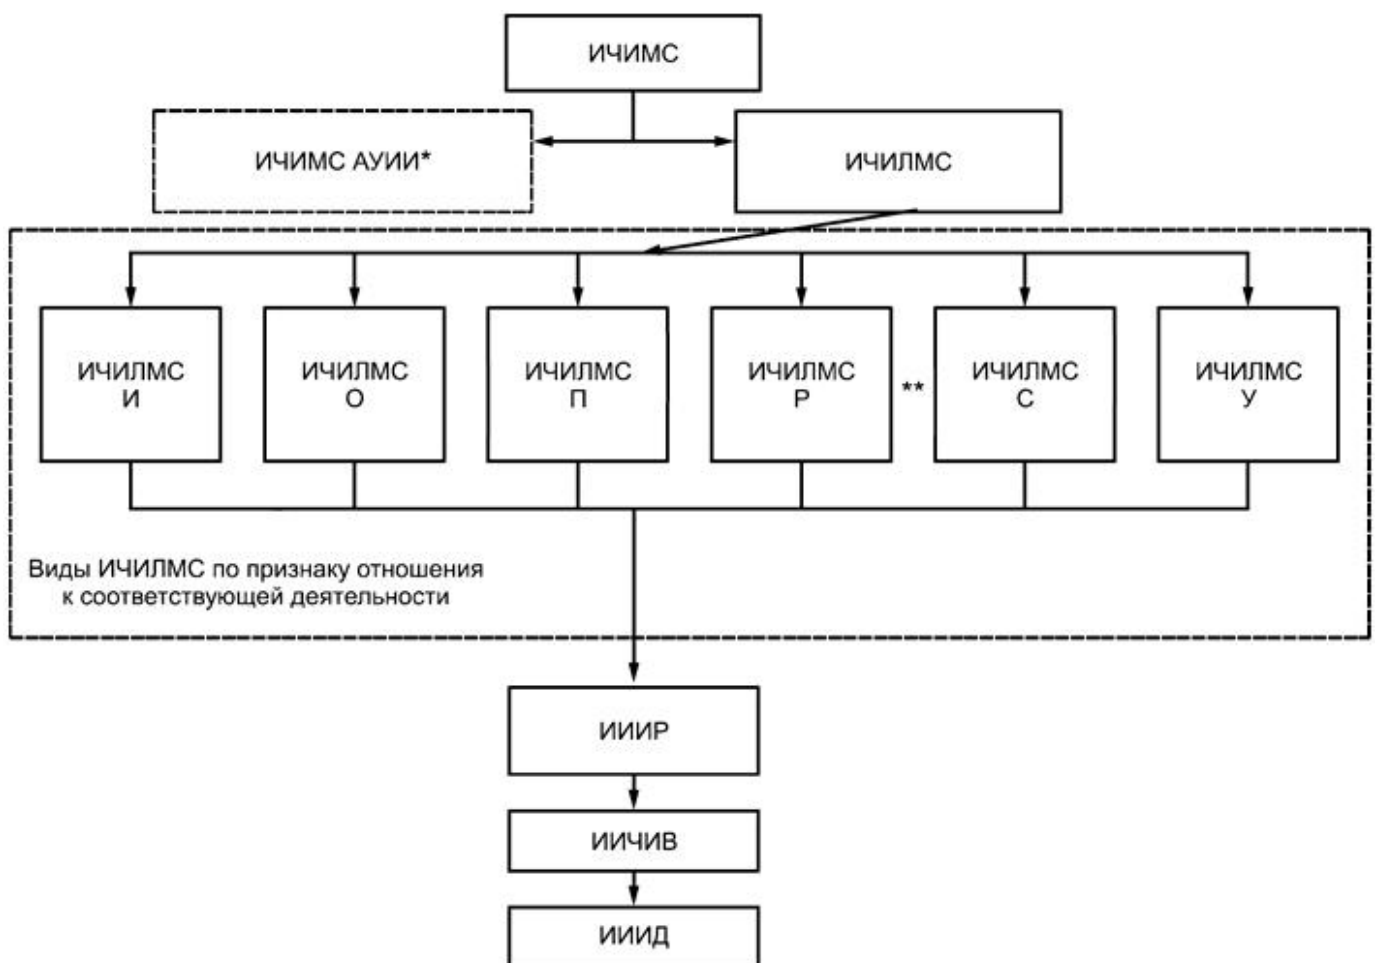 ИЧИМС
ИЧИМС АУИИ*
ИЧИЛМС
ИЧИЛМС
И
ИЧИЛМС
О
ИЧИЛМС
П
ИЧИЛМС
Р
**
ИЧИЛМС
С
ИЧИЛМС
У
Виды ИЧИЛМС по признаку отношения
к соответствующей деятельности
ИИИР
ИИЧИВ
ИИИД